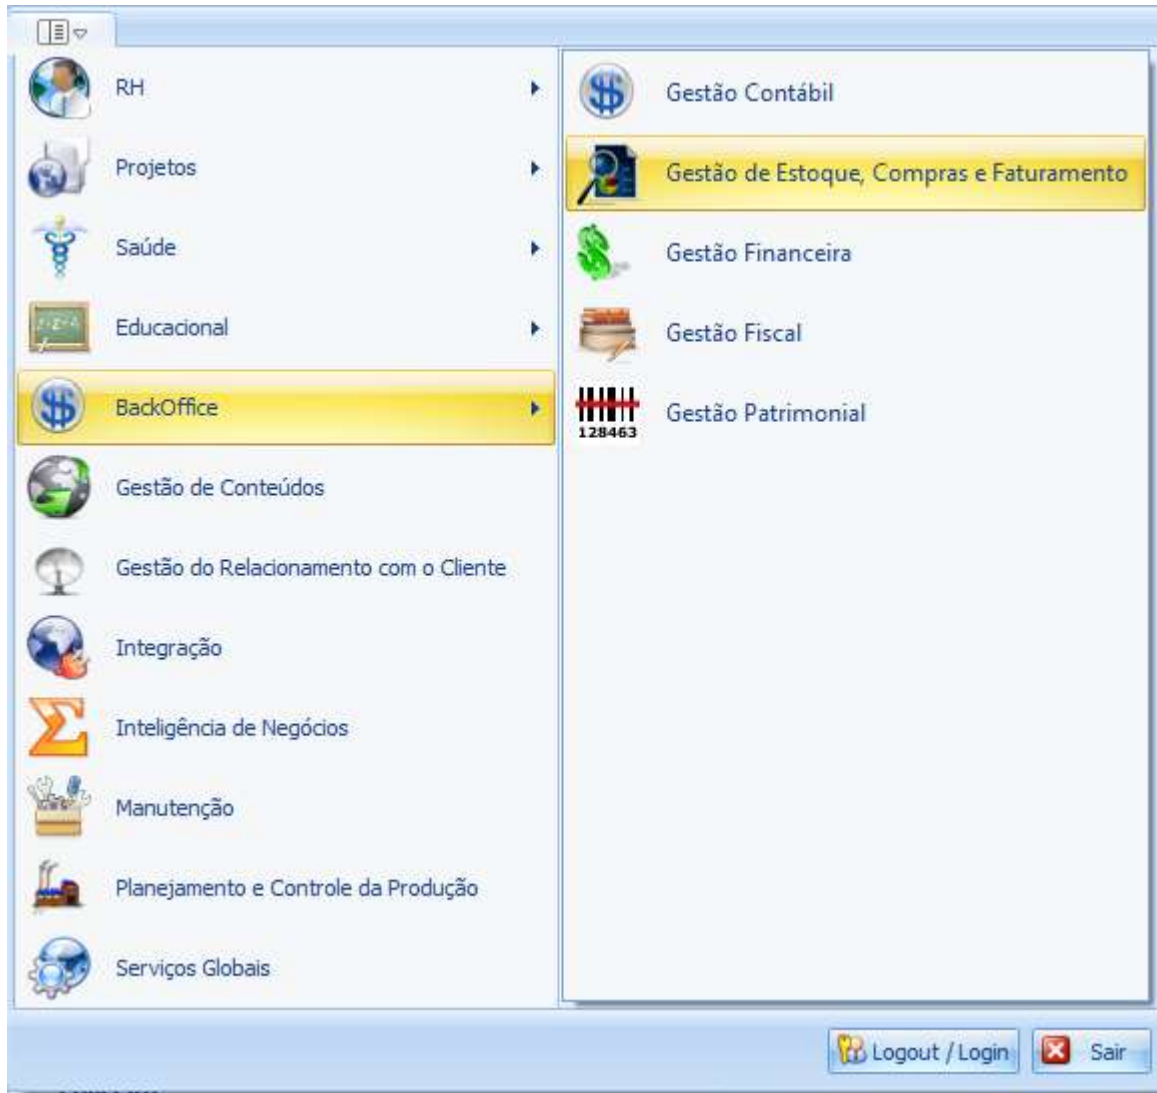 RH
Projetos
Saúde
Educacional
BackOffice
Gestão de Conteúdos
Gestão do Relacionamento com o Cliente
Integração
Inteligência de Negócios
Manutenção
Planejamento e Controle da Produção
Serviços Globais
Gestão Contábil
Gestão de Estoque, Compras e Faturamento
Gestão Financeira
Gestão Fiscal
128463
Gestão Patrimonial
Logout / Login
Sair